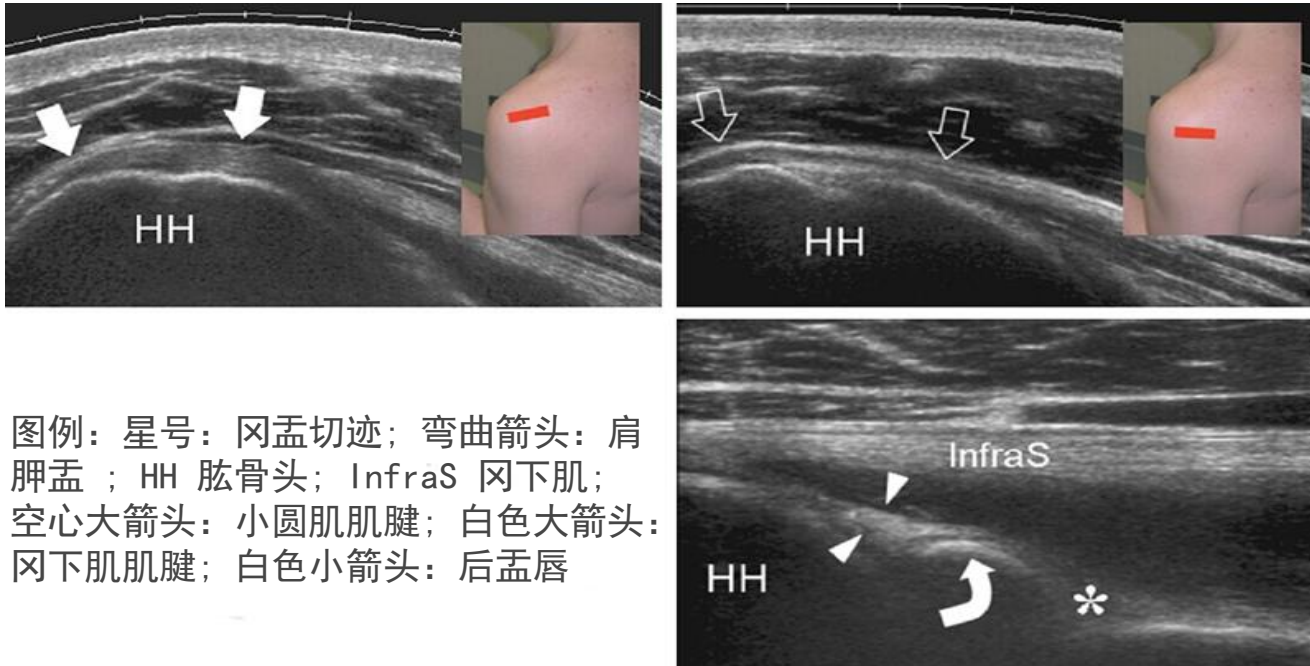 HH
HH
图例：星号：冈盂切迹；弯曲箭头：肩
胛盂 ；HH 肱骨头；InfraS 冈下肌；
空心大箭头：小圆肌肌腱；白色大箭头：
冈下肌肌腱；白色小箭头：后盂唇
InfraS
HH
*